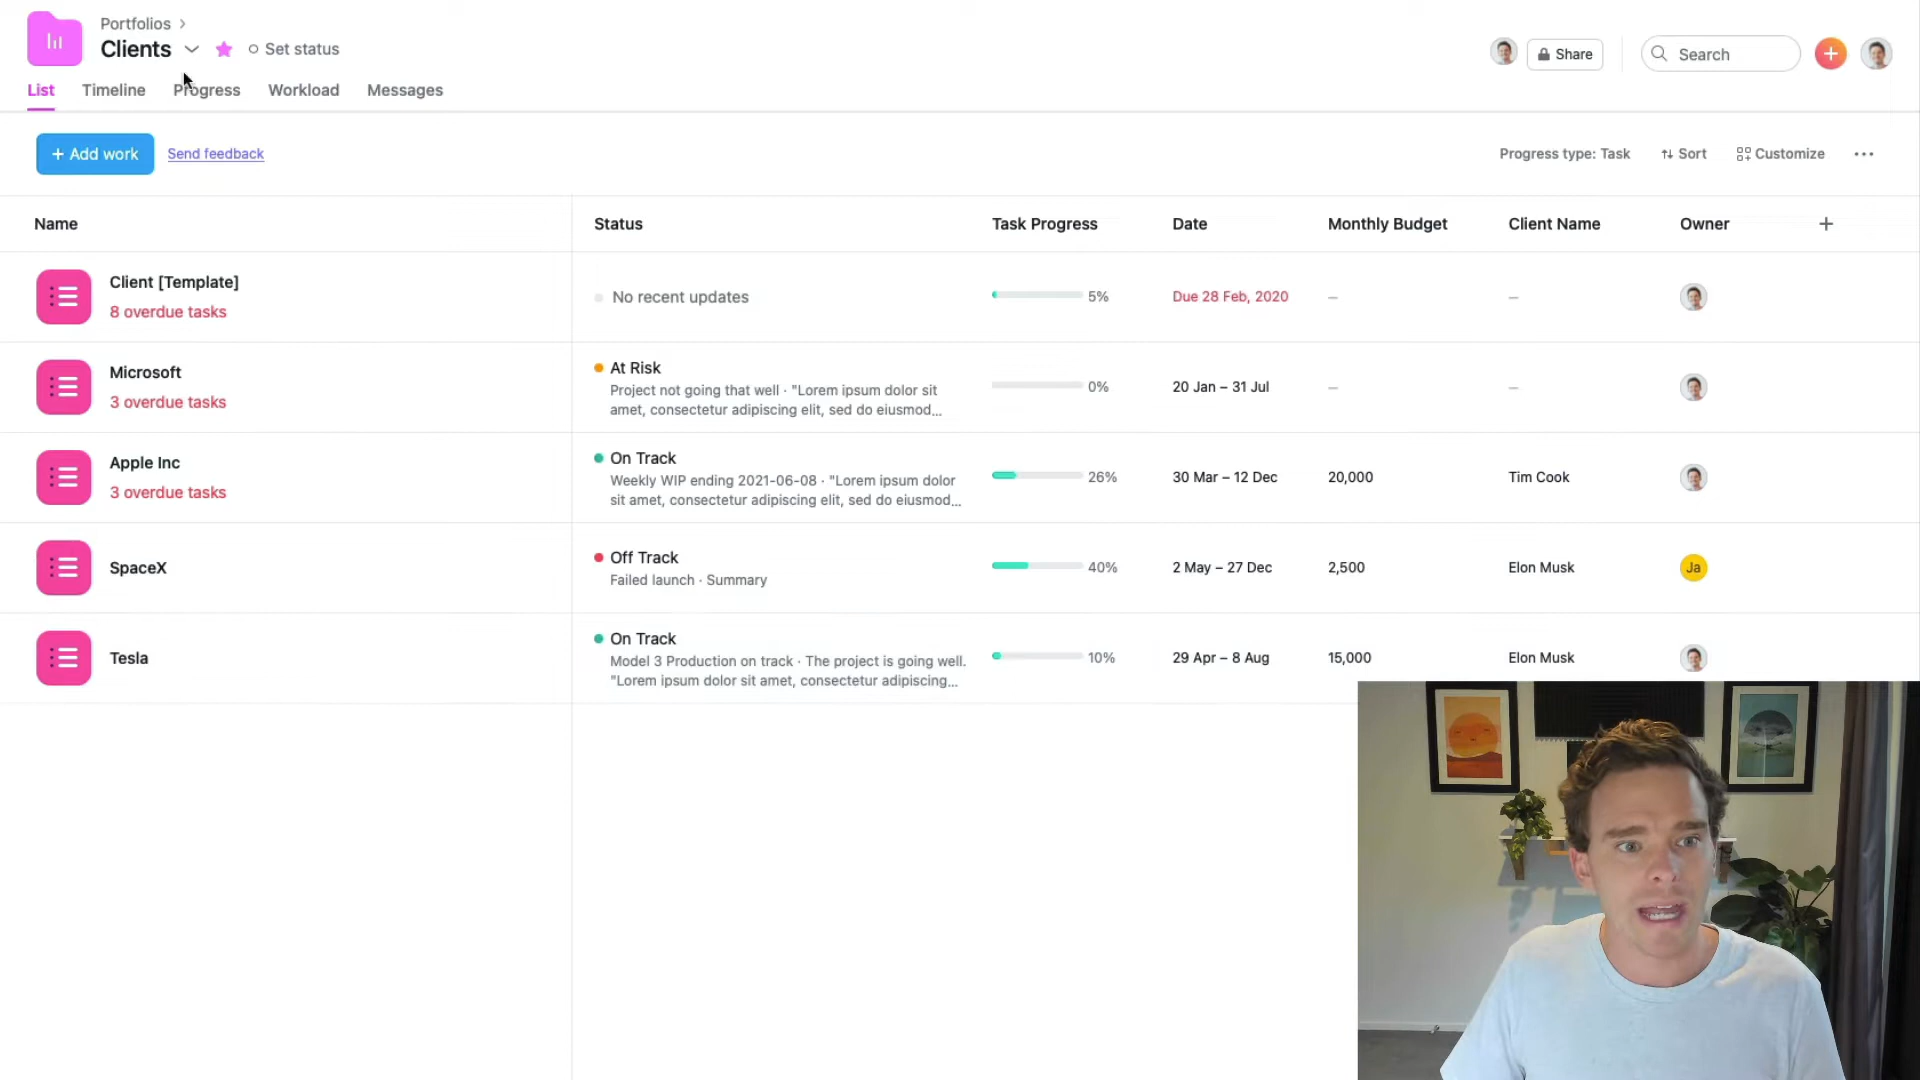 Portfolios
Clients
Set status
Share
Search
List
Timeline
Progress
Workload
Messages
+ Add work
Send feedback
Progress type: Task
Sort
Customize
Name
Status
Task Progress
Date
Monthly Budget
Client Name
Owner
Client [Template]
8 overdue tasks
No recent updates
5%
Due 28 Feb, 2020
–
–
Microsoft
3 overdue tasks
At Risk
Project not going that well · "Lorem ipsum dolor sit
amet, consectetur adipiscing elit, sed do eiusmod...
0%
20 Jan – 31 Jul
–
–
Apple Inc
3 overdue tasks
On Track
Weekly WIP ending 2021-06-08 · "Lorem ipsum dolor
sit amet, consectetur adipiscing elit, sed do eiusmod...
26%
30 Mar – 12 Dec
20,000
Tim Cook
SpaceX
Off Track
Failed launch · Summary
40%
2 May – 27 Dec
2,500
Elon Musk
Ja
Tesla
On Track
Model 3 Production on track · The project is going well.
"Lorem ipsum dolor sit amet, consectetur adipiscing...
10%
29 Apr – 8 Aug
15,000
Elon Musk